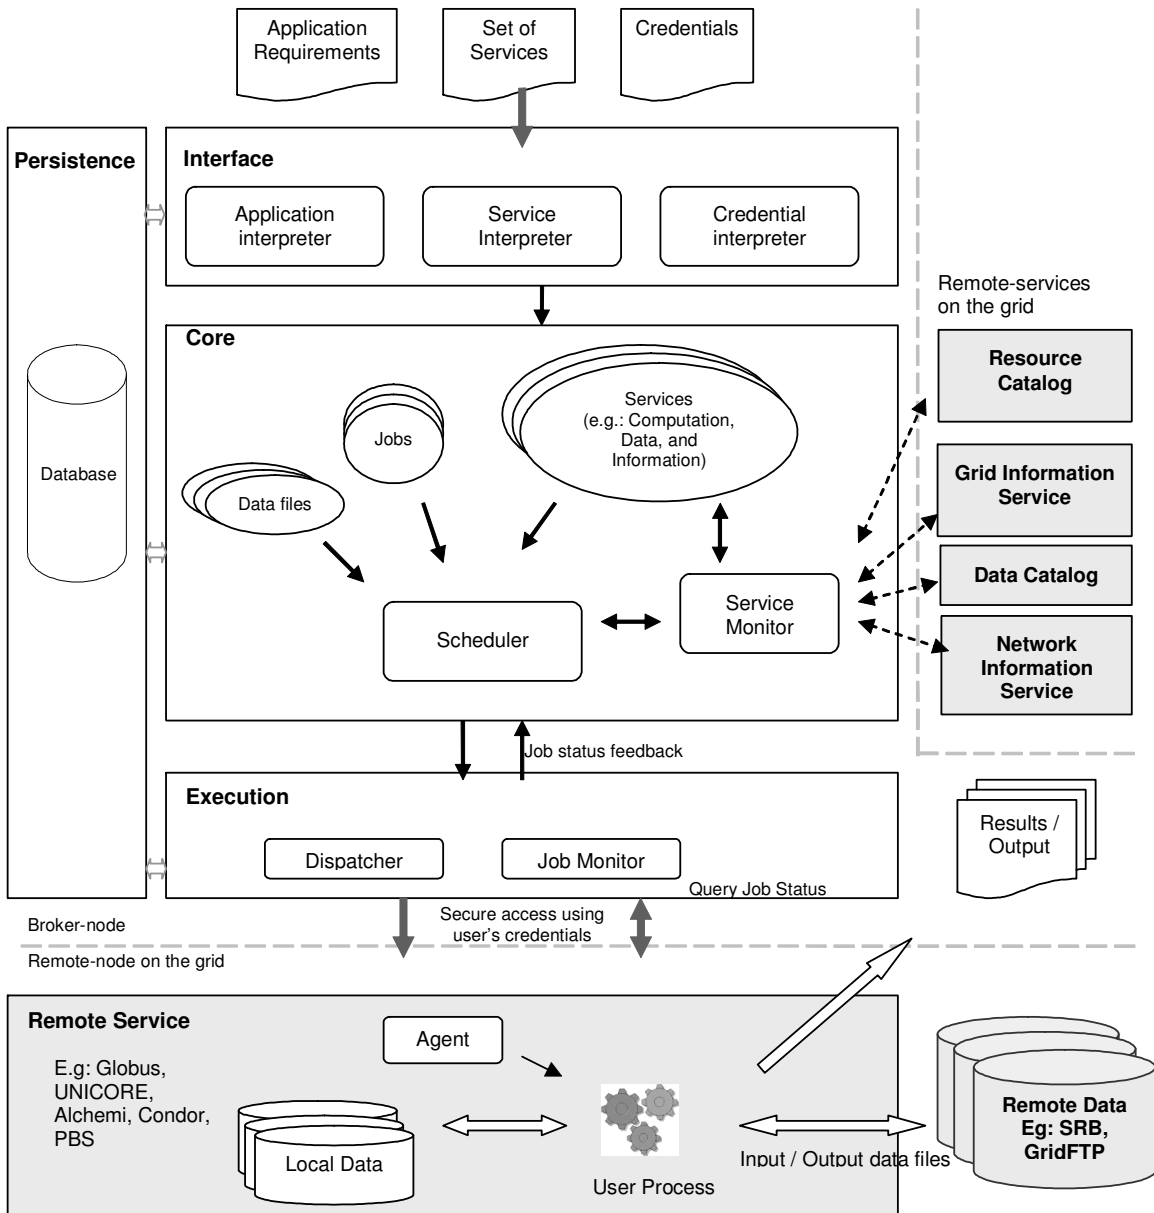 Application
Requirements
Set of
Services
Credentials
Persistence
Interface
Application
interpreter
Service
Interpreter
Credential
interpreter
Remote-services
on the grid
Core
Resource
Catalog
Services
(e.g.: Computation,
Data, and
Information)
Jobs
Database
Data files
Grid Information
Service
Data Catalog
Service
Monitor
Scheduler
Network
Information
Service
Job status feedback
Execution
Results /
Output
Dispatcher
Job Monitor
Query Job Status
Secure access using
user's credentials
Broker-node
Remote-node on the grid
Remote Service
Agent
E.g: Globus,
UNICORE,
Alchemi, Condor,
PBS
Local Data
User Process
Input / Output data files
Remote Data
Eg: SRB,
GridFTP